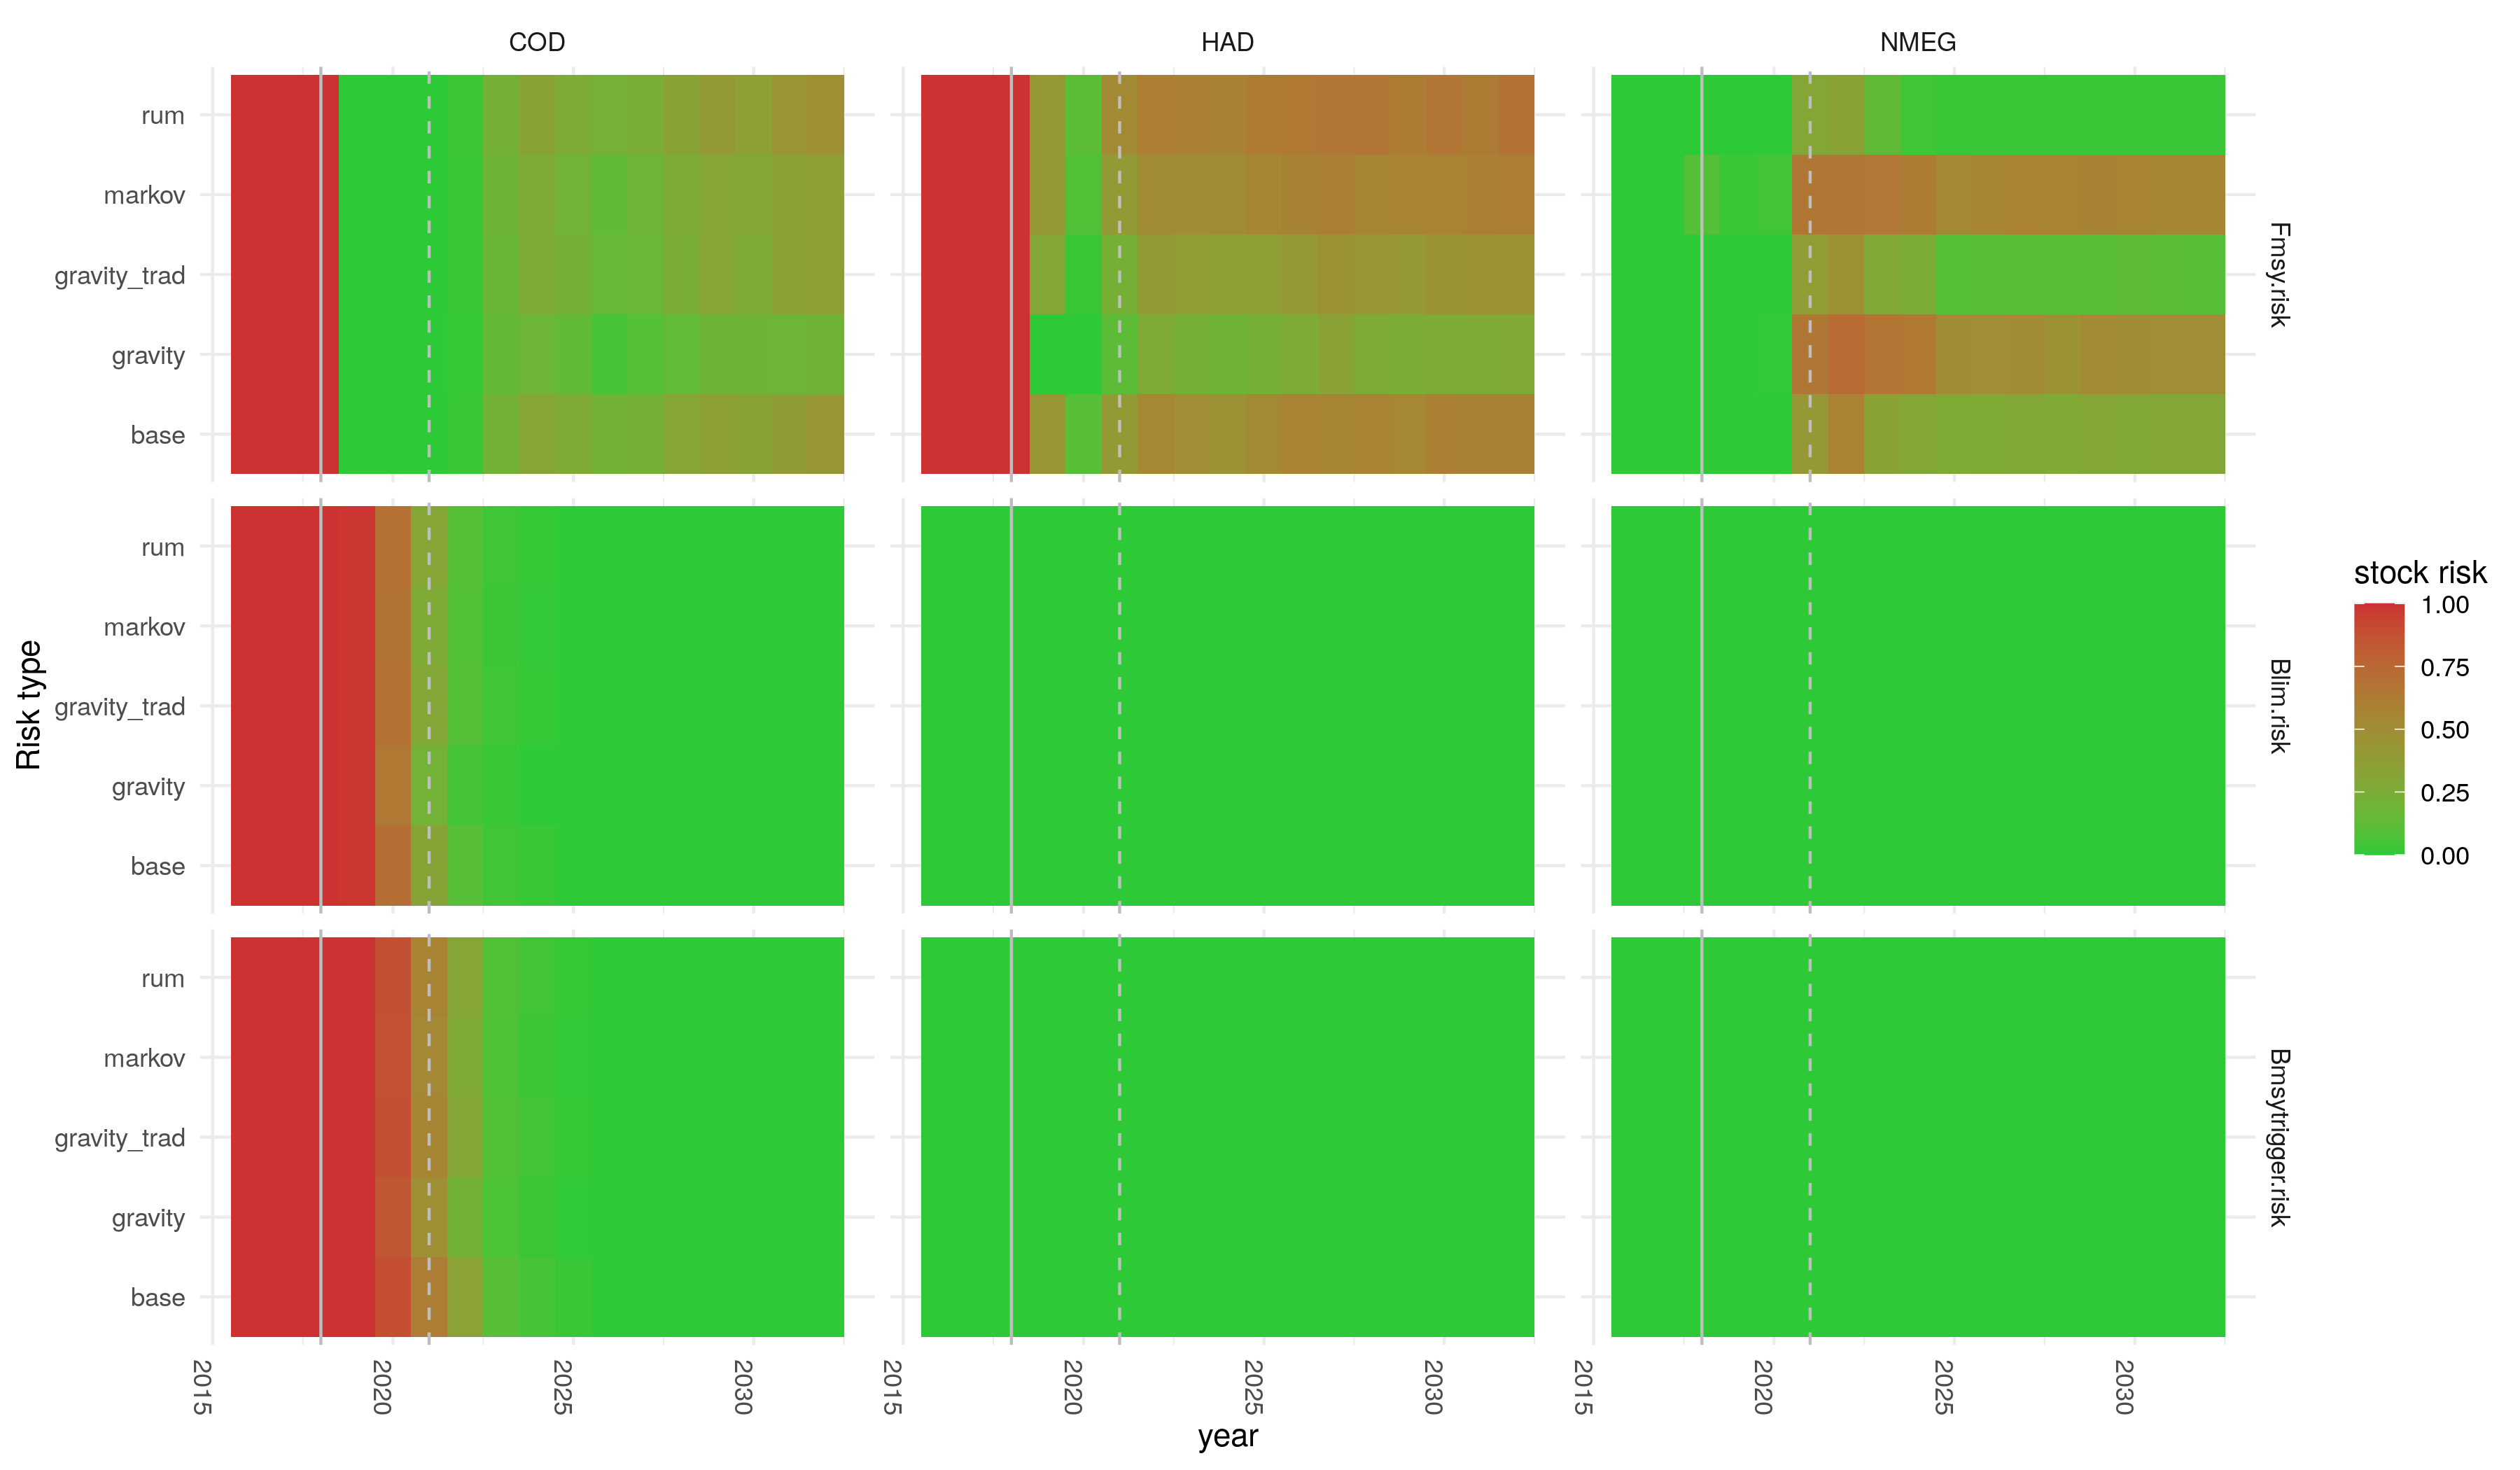 COD
HAD
NMEG
rum
markov
gravity_trad
gravity
base
Fmsy.risk
rum
markov
gravity_trad
gravity
base
Blim.risk
rum
markov
gravity_trad
gravity
base
Bmsytrigger.risk
Risk type
2015
2020
2025
2030
2015
2020
2025
2030
2015
2020
2025
2030
year
stock risk
1.00
0.75
0.50
0.25
0.00